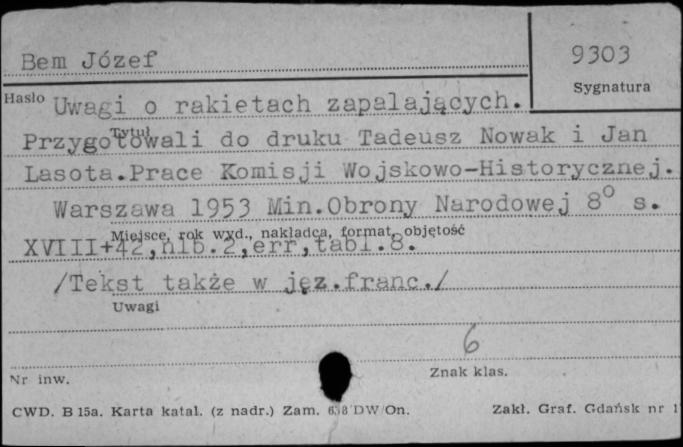 Bem Józef
9303
Sygnatura
Hasło Uwagi o rakietach zapalających.
Tytuł
Przygotowali do druku Tadeusz Nowak i Jan
Lasota.Prace Komisji Wojskowo-Historycznej.
Warszawa 1953 Min.Obrony Narodowej 8° s.
Miejsce, rok wyd., nakładca, format, objętość
XVIII+42,nlb.2,err,tabl.8.
/Tekst także w jęz.franc./
Uwagi
6
Nr inw.
Znak klas.
CWD. B 15a. Karta katal. (z nadr.) Zam. DW/On.
Zakł. Graf. Gdańsk nr 1